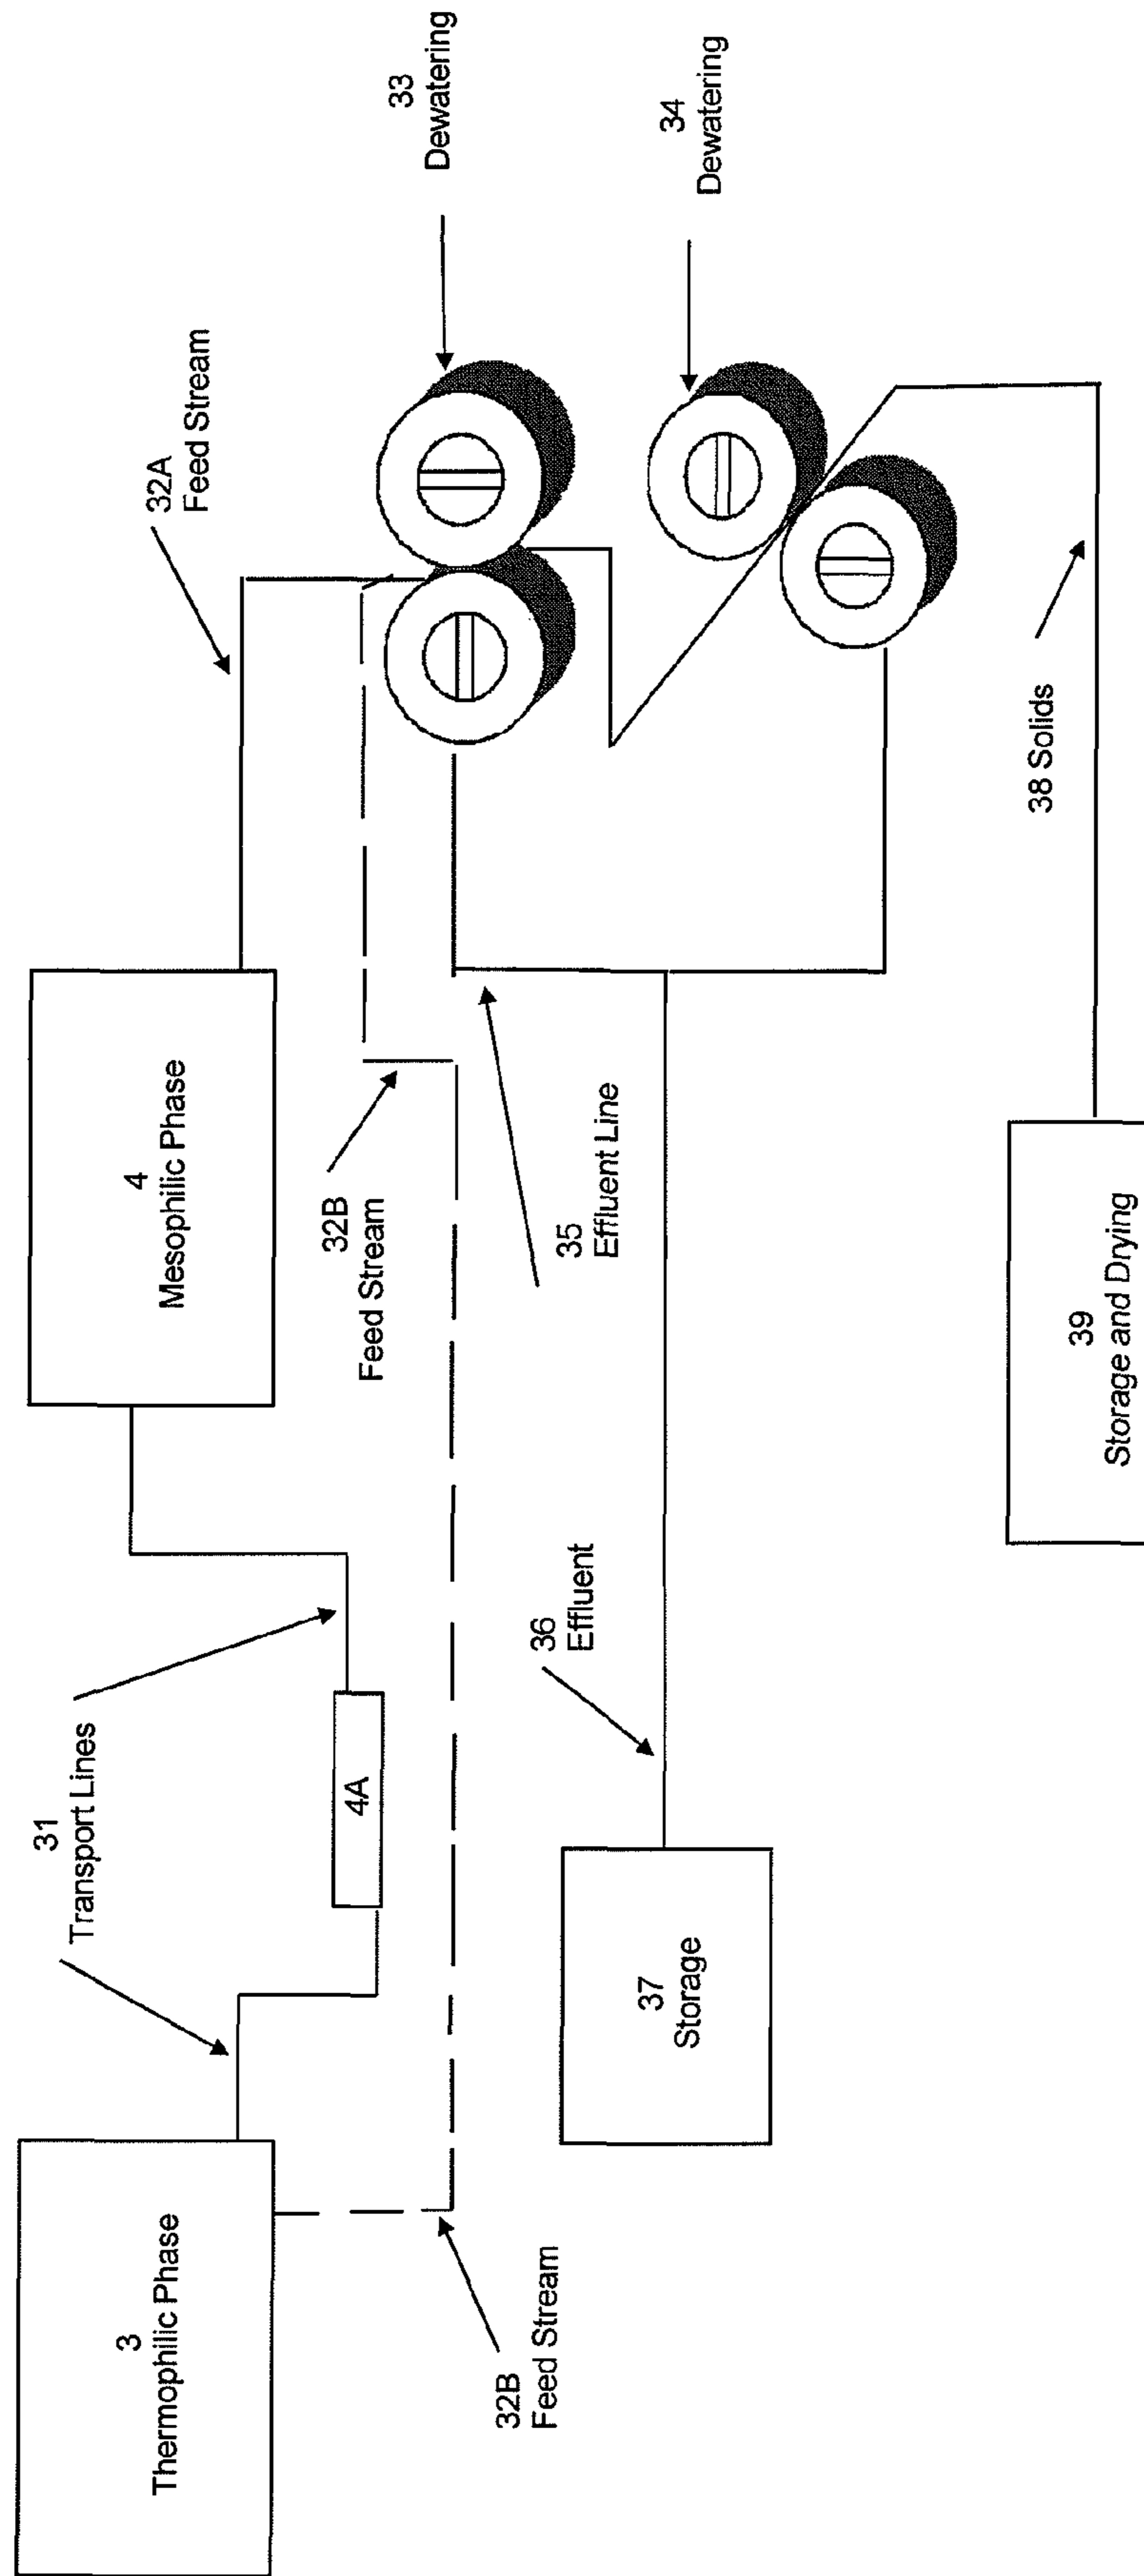 3
Thermophilic Phase
31
Transport Lines
4
Mesophilic Phase
32A
Feed Stream
33
Dewatering
4A
32B
Feed Stream
34
Dewatering
32B
Feed Stream
35
Effluent Line
36
Effluent
37
Storage
38 Solids
39
Storage and Drying